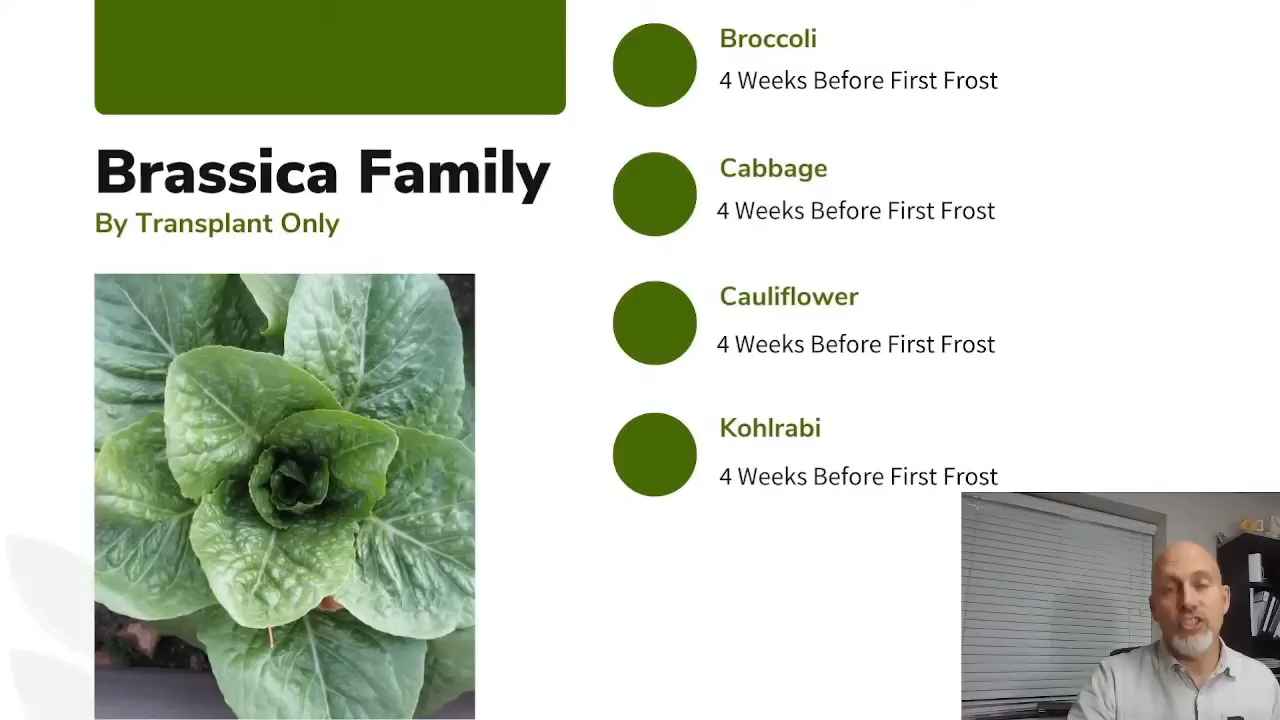 Brassica Family
By Transplant Only
Broccoli
4 Weeks Before First Frost
Cabbage
4 Weeks Before First Frost
Cauliflower
4 Weeks Before First Frost
Kohlrabi
4 Weeks Before First Frost